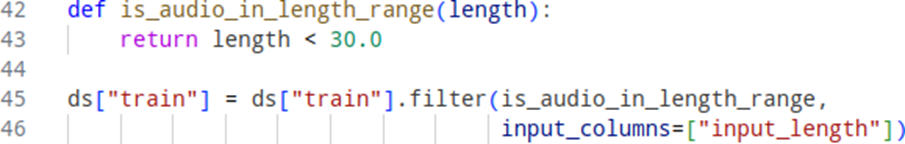 42 def is_audio_in_length_range(length):
43     return length < 30.0
44
45 ds["train"] = ds["train"].filter(is_audio_in_length_range,
46                                  input_columns=["input_length"])